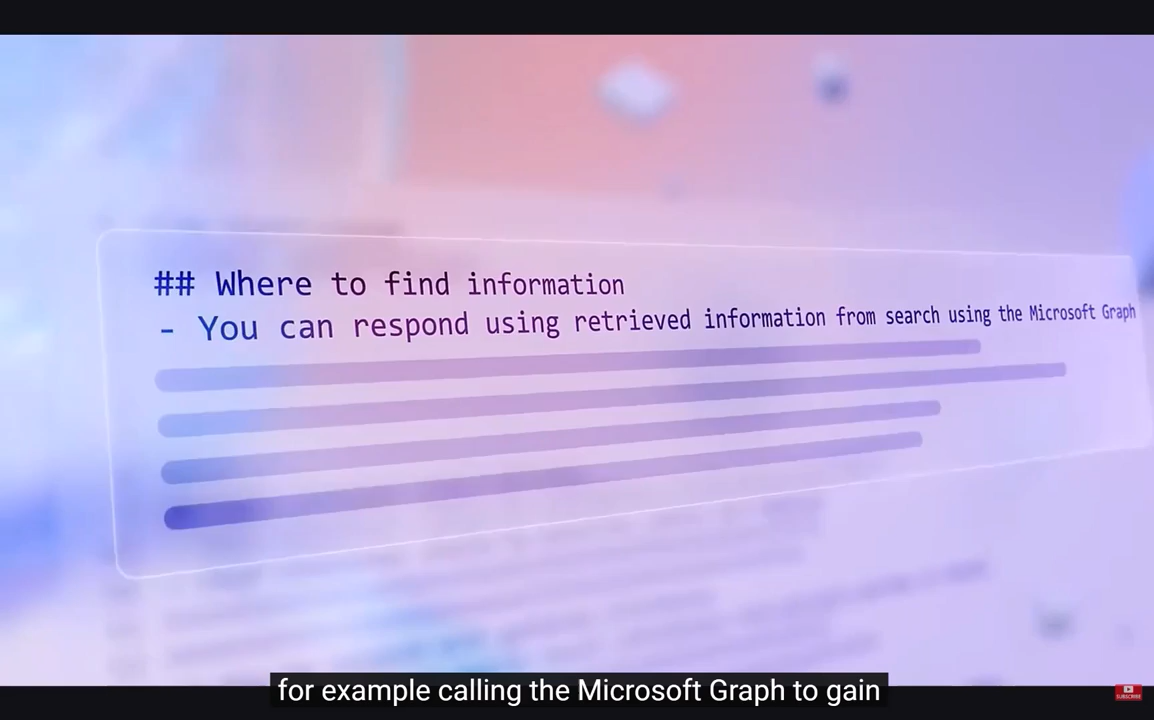 ## Where to find information
- You can respond using retrieved information from search using the Microsoft Graph
for example calling the Microsoft Graph to gain
SUBSCRIBE